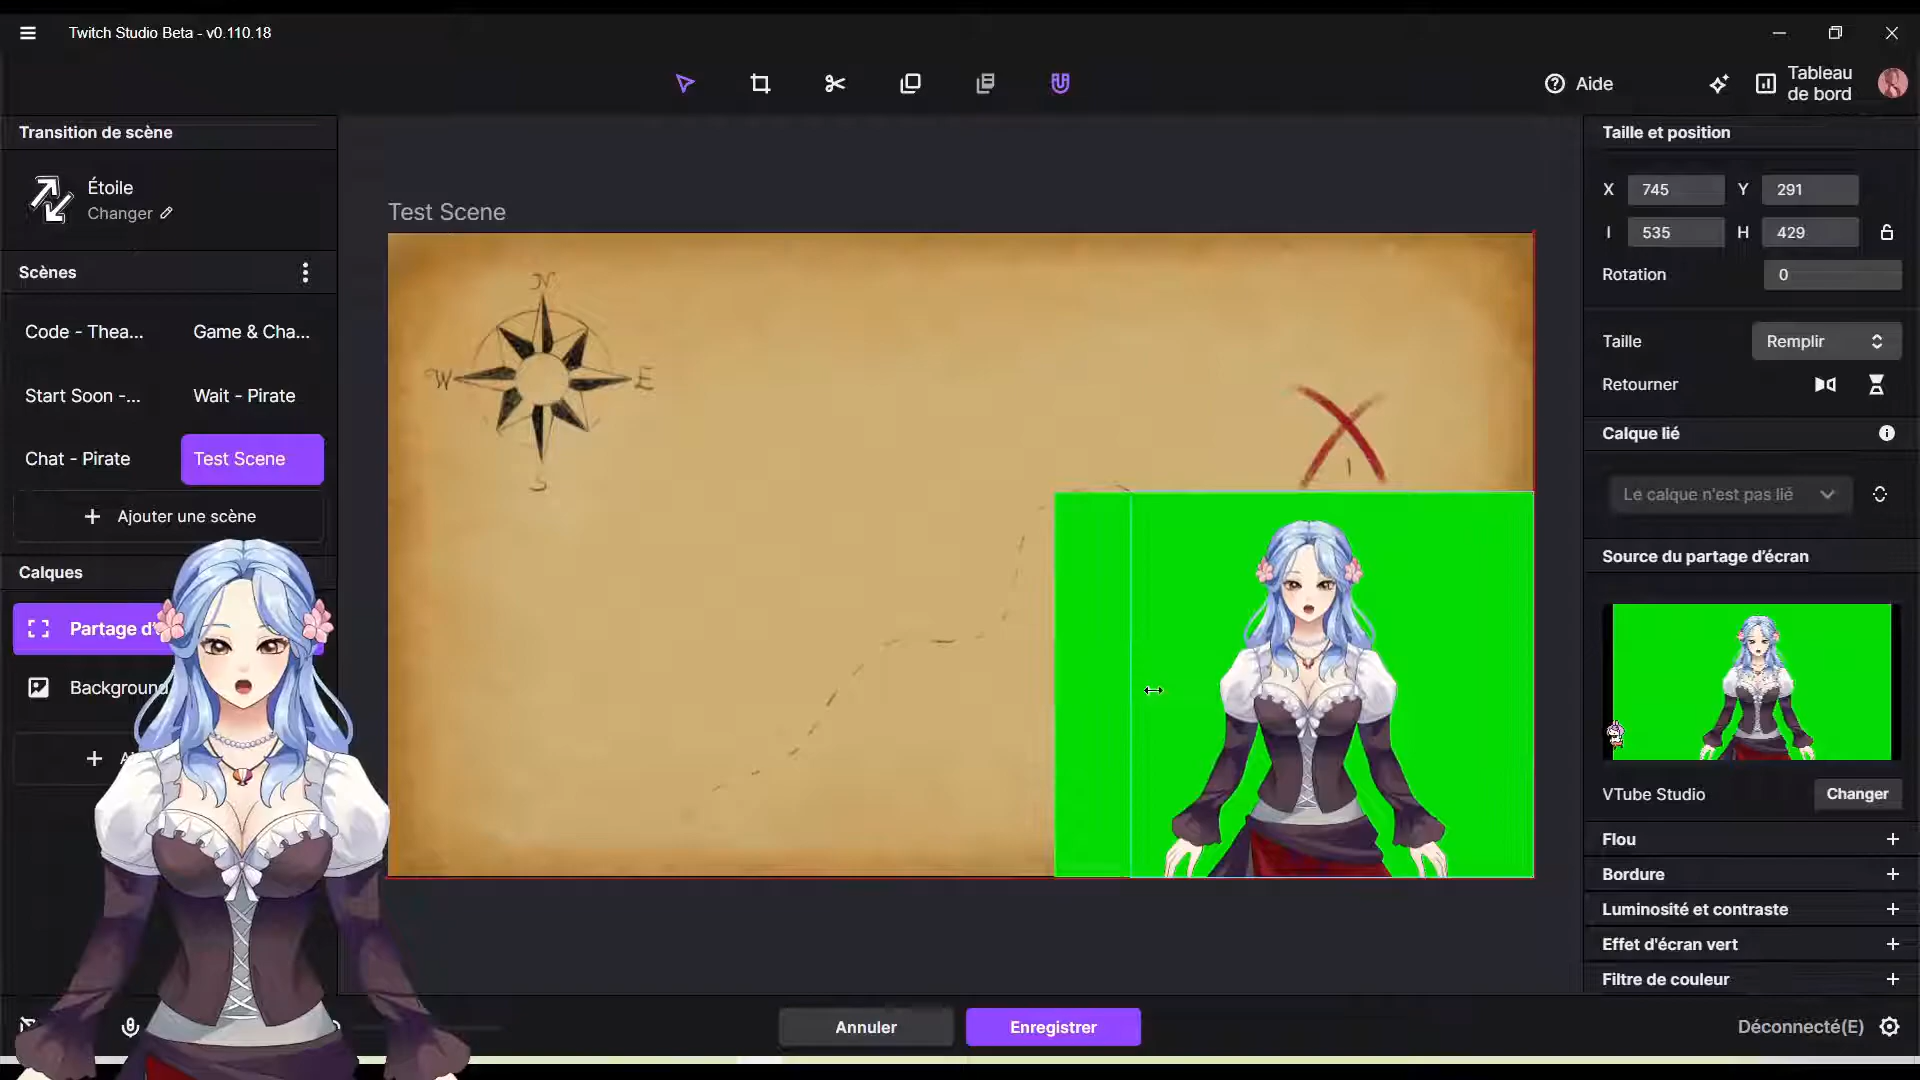 Twitch Studio Beta - v0.110.18
Aide
Tableau
de bord
Transition de scène
Étoile
Changer
Scènes
Code - Thea...
Game & Cha...
Start Soon -...
Wait - Pirate
Chat - Pirate
Test Scene
Ajouter une scène
Calques
Partage d'
Background
Test Scene
N
W
E
S
Annuler
Enregistrer
Taille et position
X 745 Y 291
l 535 H 429
Rotation 0
Taille Remplir
Retourner
Calque lié
Le calque n'est pas lié
Source du partage d'écran
VTube Studio Changer
Flou
Bordure
Luminosité et contraste
Effet d'écran vert
Filtre de couleur
Déconnecté(E)